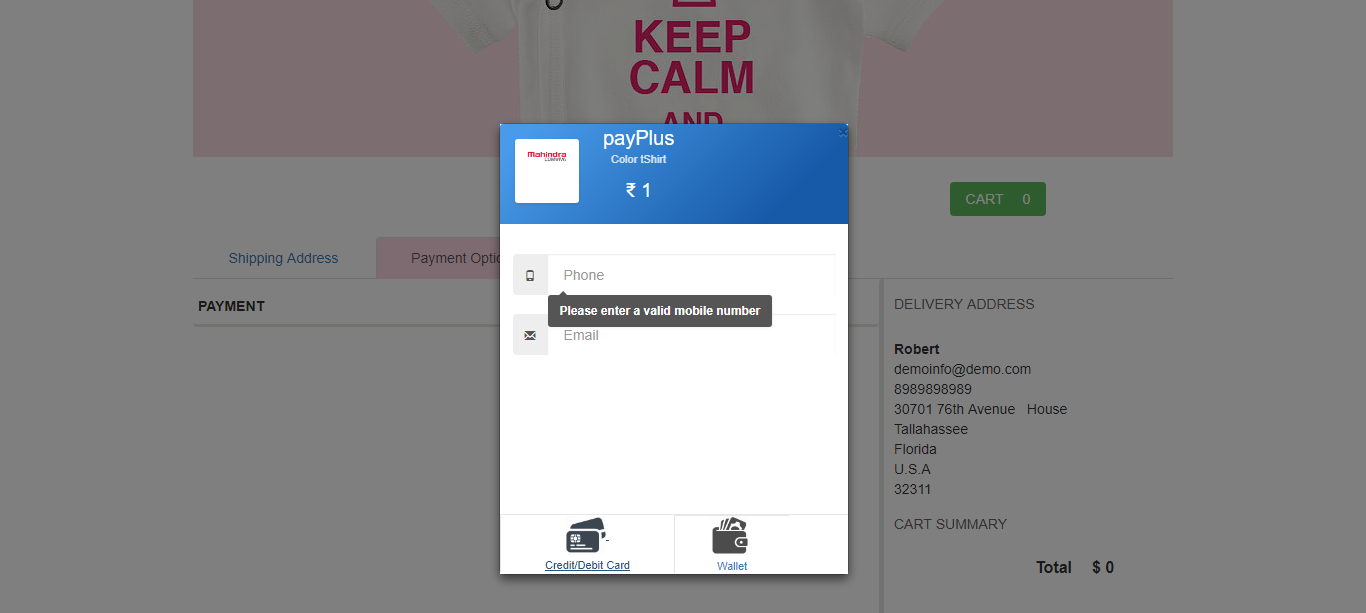 KEEP
CALM
AND
payPlus
Color tShirt
₹ 1
Mahindra
CART 0
Shipping Address
Payment Optio
Phone
Please enter a valid mobile number
Email
PAYMENT
DELIVERY ADDRESS
Robert
demoinfo@demo.com
8989898989
30701 76th Avenue House
Tallahassee
Florida
U.S.A
32311
CART SUMMARY
Total $ 0
Credit/Debit Card
Wallet